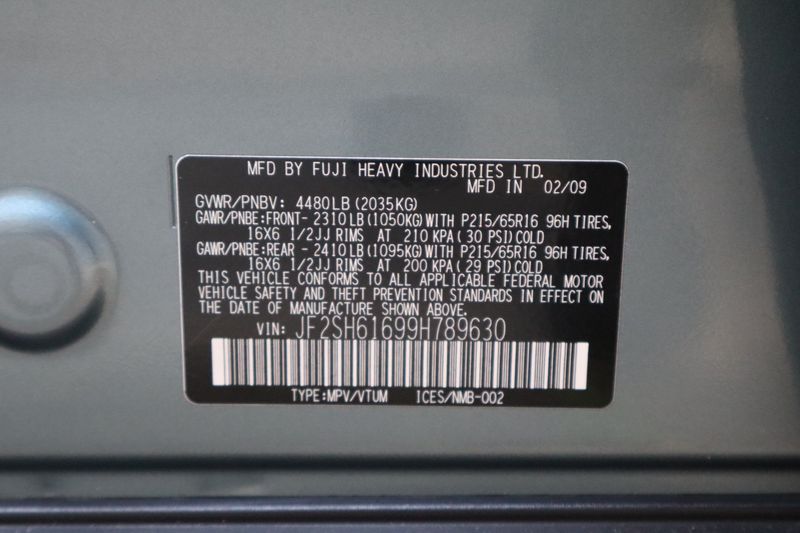 MFD BY FUJI HEAVY INDUSTRIES LTD.
MFD IN 02/09
GVWR/PNBV: 4480LB (2035KG)
GAWR/PNBE:FRONT- 2310LB (1050KG) WITH P215/65R16 96H TIRES,
16X6 1/2JJ RIMS AT 210 KPA ( 30 PSI) COLD
GAWR/PNBE:REAR - 2410LB (1095KG) WITH P215/65R16 96H TIRES,
16X6 1/2JJ RIMS AT 200 KPA ( 29 PSI) COLD
THIS VEHICLE CONFORMS TO ALL APPLICABLE FEDERAL MOTOR
VEHICLE SAFETY AND THEFT PREVENTION STANDARDS IN EFFECT ON
THE DATE OF MANUFACTURE SHOWN ABOVE.
VIN: JF2SH61699H789630
TYPE:MPV/VTUM ICES/NMB-002